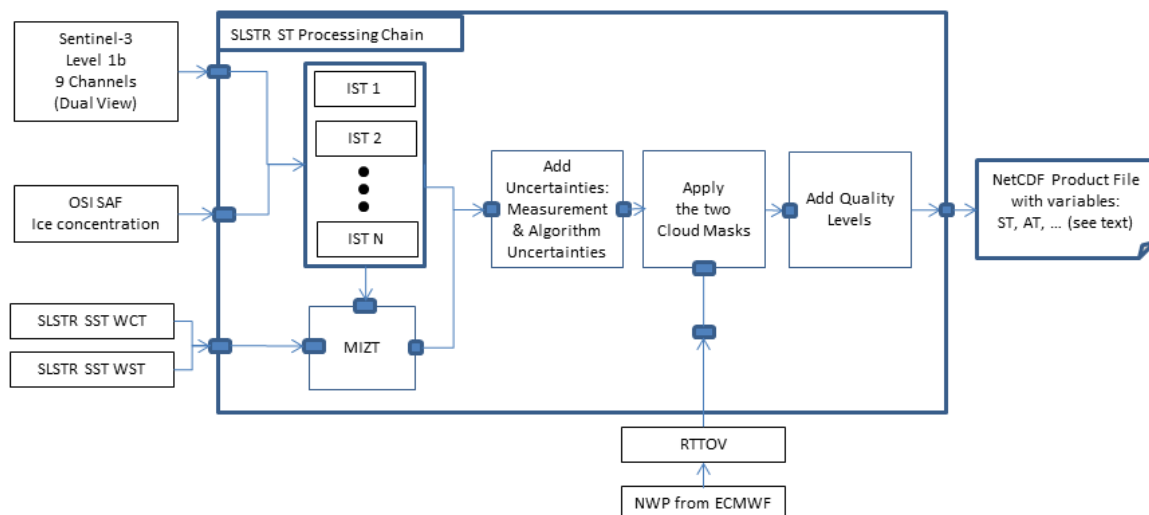 SLSTR ST Processing Chain
Sentinel-3
Level 1b
9 Channels
(Dual View)
OSI SAF
Ice concentration
SLSTR SST WCT
SLSTR SST WST
IST 1
IST 2
IST N
MIZT
Add
Uncertainties:
Measurement
& Algorithm
Uncertainties
Apply
the two
Cloud Masks
Add Quality
Levels
NetCDF Product File
with variables:
ST, AT, ... (see text)
RTTOV
NWP from ECMWF